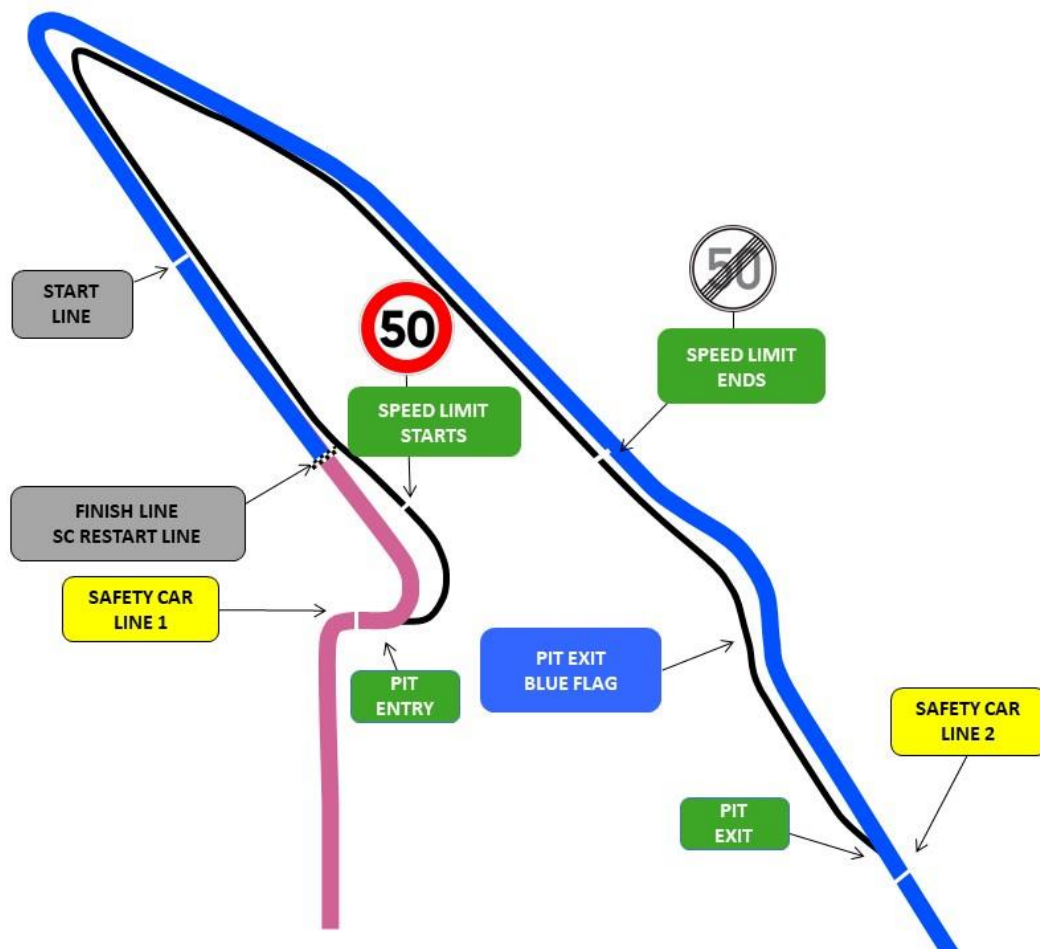 50
50
START
LINE
SPEED LIMIT
STARTS
SPEED LIMIT
ENDS
FINISH LINE
SC RESTART LINE
SAFETY CAR
LINE 1
PIT
ENTRY
PIT EXIT
BLUE FLAG
SAFETY CAR
LINE 2
PIT
EXIT